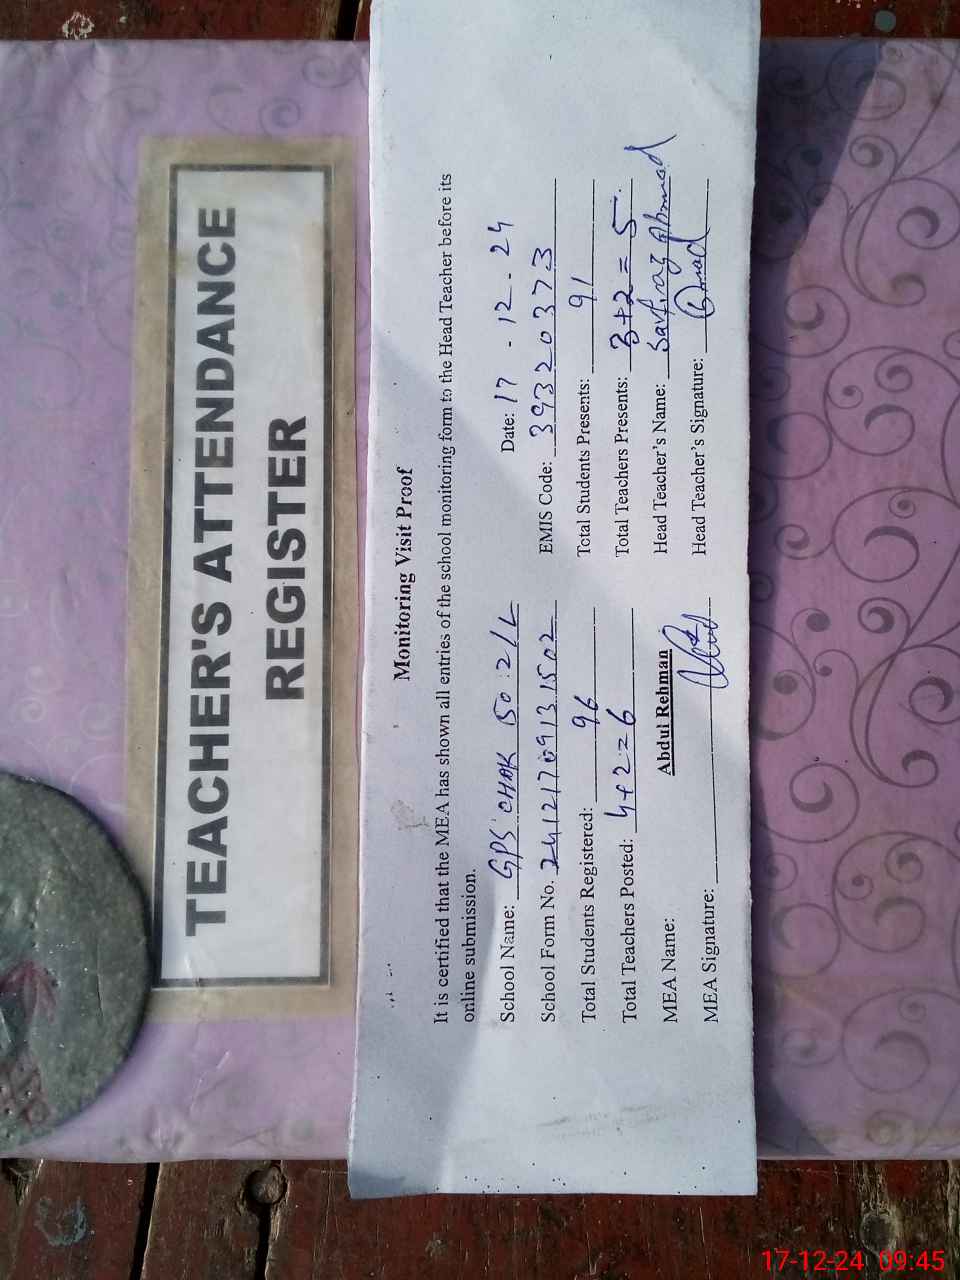 TEACHER'S ATTENDANCE
REGISTER
Monitoring Visit Proof
It is certified that the MEA has shown all entries of the school monitoring form to the Head Teacher before its
online submission.
School Name: GPS CHAK 150:2/L Date: 17-12-24
School Form No. 24121709131502 EMIS Code: 39320373
Total Students Registered: 96 Total Students Presents: 91
Total Teachers Posted: 4+2=6 Total Teachers Presents: 3+2=5
MEA Name: Abdul Rehman Head Teacher's Name: Sarfraz Ahmad
MEA Signature: Head Teacher's Signature:
17-12-24 09:45